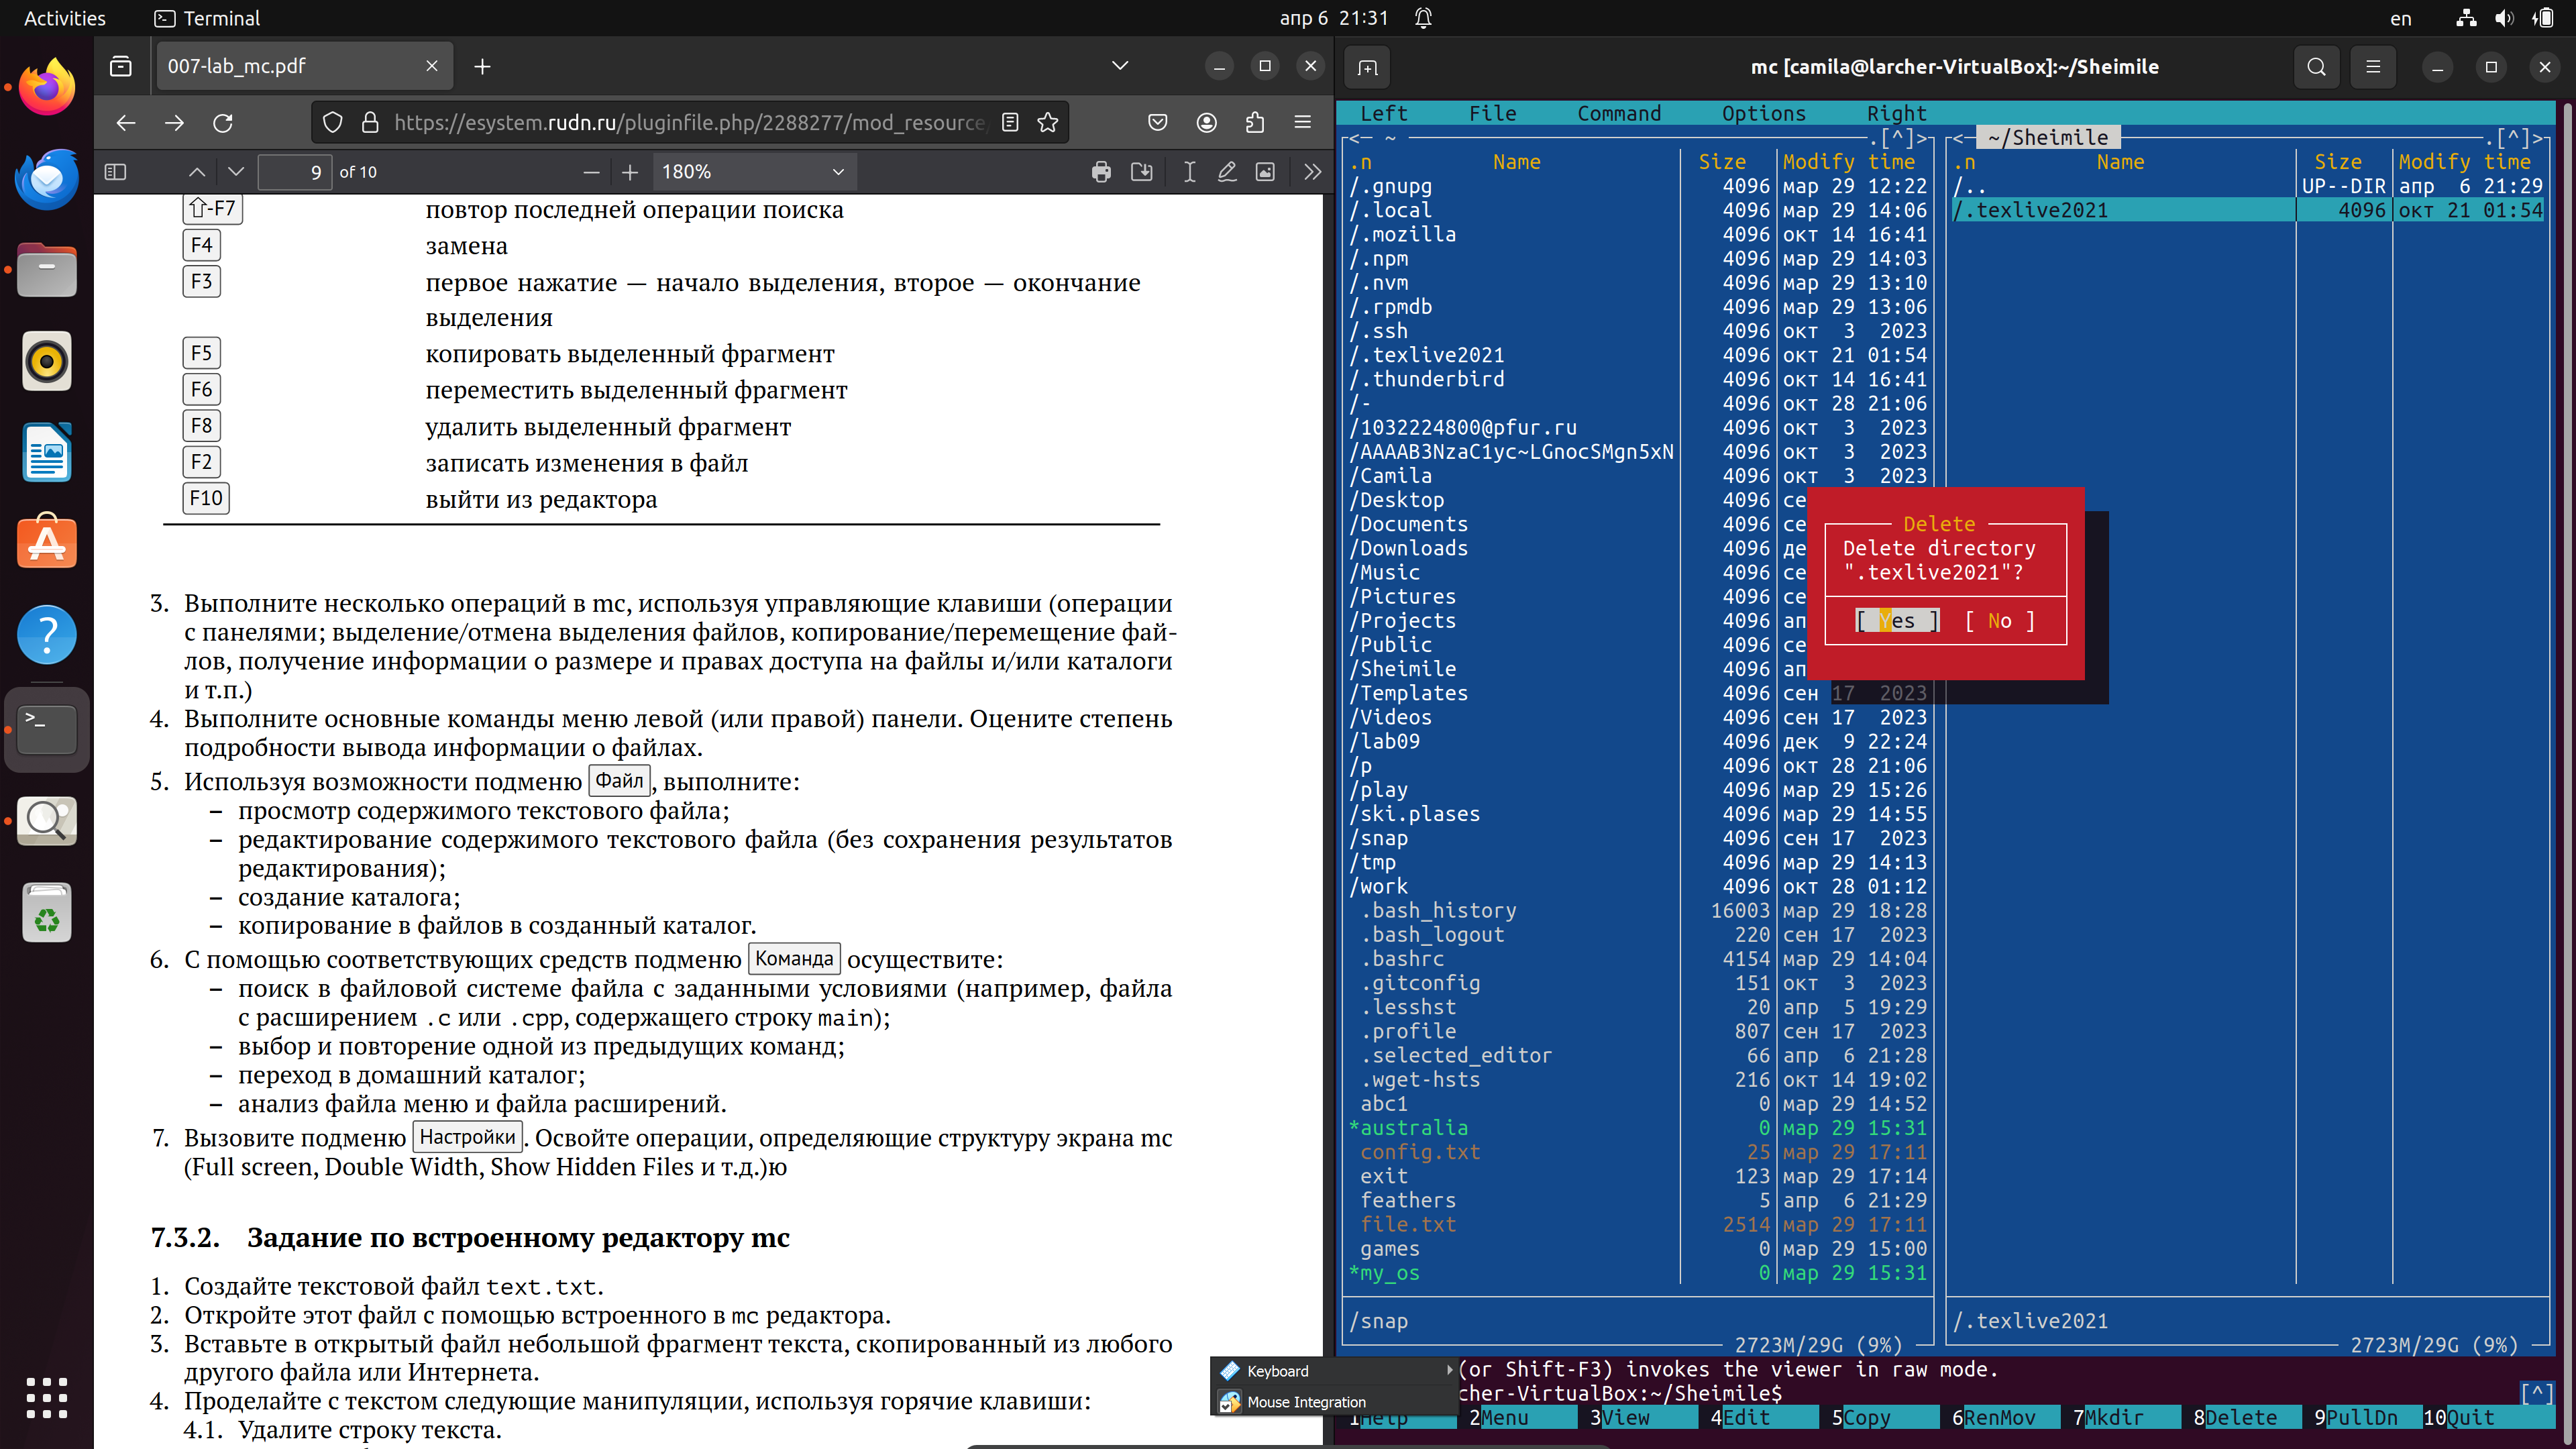 Activities
Terminal
апр 6 21:31
en
007-lab_mc.pdf
https://esystem.rudn.ru/pluginfile.php/2288277/mod_resource/
9
of 10
180%
⇧-F7 повтор последней операции поиска
F4 замена
F3 первое нажатие — начало выделения, второе — окончание
выделения
F5 копировать выделенный фрагмент
F6 переместить выделенный фрагмент
F8 удалить выделенный фрагмент
F2 записать изменения в файл
F10 выйти из редактора
3. Выполните несколько операций в mc, используя управляющие клавиши (операции
с панелями; выделение/отмена выделения файлов, копирование/перемещение фай-
лов, получение информации о размере и правах доступа на файлы и/или каталоги
и т.п.)
4. Выполните основные команды меню левой (или правой) панели. Оцените степень
подробности вывода информации о файлах.
5. Используя возможности подменю Файл, выполните:
– просмотр содержимого текстового файла;
– редактирование содержимого текстового файла (без сохранения результатов
редактирования);
– создание каталога;
– копирование в файлов в созданный каталог.
6. С помощью соответствующих средств подменю Команда осуществите:
– поиск в файловой системе файла с заданными условиями (например, файла
с расширением .c или .cpp, содержащего строку main);
– выбор и повторение одной из предыдущих команд;
– переход в домашний каталог;
– анализ файла меню и файла расширений.
7. Вызовите подменю Настройки. Освойте операции, определяющие структуру экрана mc
(Full screen, Double Width, Show Hidden Files и т.д.)ю
7.3.2. Задание по встроенному редактору mc
1. Создайте текстовой файл text.txt.
2. Откройте этот файл с помощью встроенного в mc редактора.
3. Вставьте в открытый файл небольшой фрагмент текста, скопированный из любого
другого файла или Интернета.
4. Проделайте с текстом следующие манипуляции, используя горячие клавиши:
4.1. Удалите строку текста.
mc [camila@larcher-VirtualBox]:~/Sheimile
Left File Command Options Right
<— ~ .[^]>
.n Name Size Modify time
/.gnupg 4096 мар 29 12:22
/.local 4096 мар 29 14:06
/.mozilla 4096 окт 14 16:41
/.npm 4096 мар 29 14:03
/.nvm 4096 мар 29 13:10
/.rpmdb 4096 мар 29 13:06
/.ssh 4096 окт 3 2023
/.texlive2021 4096 окт 21 01:54
/.thunderbird 4096 окт 14 16:41
/- 4096 окт 28 21:06
/1032224800@pfur.ru 4096 окт 3 2023
/AAAAB3NzaC1yc~LGnocSMgn5xN 4096 окт 3 2023
/Camila 4096 окт 3 2023
/Desktop 4096 се
/Documents 4096 се
/Downloads 4096 де
/Music 4096 се
/Pictures 4096 се
/Projects 4096 ап
/Public 4096 се
/Sheimile 4096 ап
/Templates 4096 сен 17 2023
/Videos 4096 сен 17 2023
/lab09 4096 дек 9 22:24
/p 4096 окт 28 21:06
/play 4096 мар 29 15:26
/ski.plases 4096 мар 29 14:55
/snap 4096 сен 17 2023
/tmp 4096 мар 29 14:13
/work 4096 окт 28 01:12
.bash_history 16003 мар 29 18:28
.bash_logout 220 сен 17 2023
.bashrc 4154 мар 29 14:04
.gitconfig 151 окт 3 2023
.lesshst 20 апр 5 19:29
.profile 807 сен 17 2023
.selected_editor 66 апр 6 21:28
.wget-hsts 216 окт 14 19:02
abc1 0 мар 29 14:52
*australia 0 мар 29 15:31
config.txt 25 мар 29 17:11
exit 123 мар 29 17:14
feathers 5 апр 6 21:29
file.txt 2514 мар 29 17:11
games 0 мар 29 15:00
*my_os 0 мар 29 15:31
/snap
2723M/29G (9%)
<— ~/Sheimile .[^]>
.n Name Size Modify time
/.. UP--DIR апр 6 21:29
/.texlive2021 4096 окт 21 01:54
/.texlive2021
2723M/29G (9%)
Delete
Delete directory
".texlive2021"?
[ Yes ] [ No ]
(or Shift-F3) invokes the viewer in raw mode.
cher-VirtualBox:~/Sheimile$ [^]
Keyboard
Mouse Integration
1Help 2Menu 3View 4Edit 5Copy 6RenMov 7Mkdir 8Delete 9PullDn 10Quit